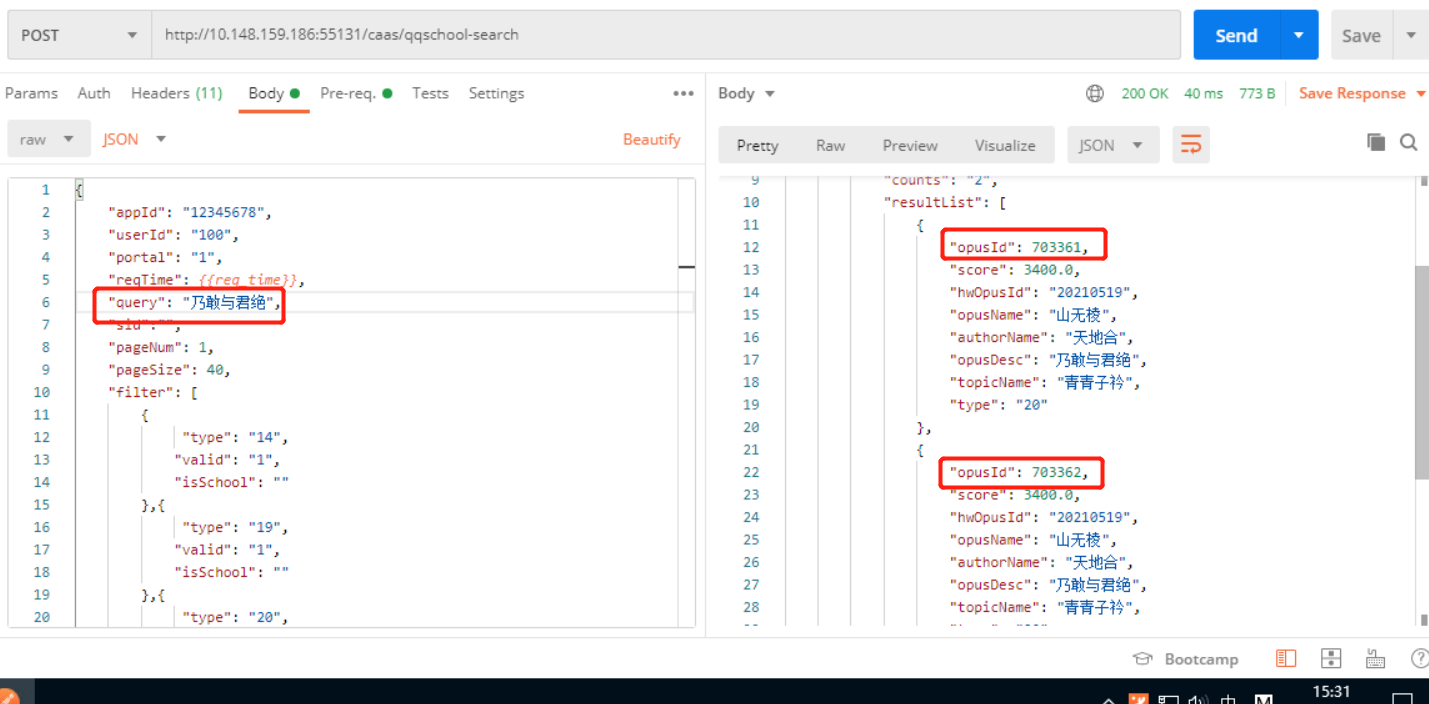 POST http://10.148.159.186:55131/caas/qqschool-search Send Save
Params Auth Headers (11) Body Pre-req. Tests Settings •••
raw JSON Beautify
1 {
2 "appId": "12345678",
3 "userId": "100",
4 "portal": "1",
5 "reqTime": {{req_time}},
6 "query": "乃敢与君绝",
7 "sid":"",
8 "pageNum": 1,
9 "pageSize": 40,
10 "filter": [
11 {
12 "type": "14",
13 "valid": "1",
14 "isSchool": ""
15 },{
16 "type": "19",
17 "valid": "1",
18 "isSchool": ""
19 },{
20 "type": "20",
Body 200 OK 40 ms 773 B Save Response
Pretty Raw Preview Visualize JSON
9 "counts": "2",
10 "resultList": [
11 {
12 "opusId": 703361,
13 "score": 3400.0,
14 "hwOpusId": "20210519",
15 "opusName": "山无棱",
16 "authorName": "天地合",
17 "opusDesc": "乃敢与君绝",
18 "topicName": "青青子衿",
19 "type": "20"
20 },
21 {
22 "opusId": 703362,
23 "score": 3400.0,
24 "hwOpusId": "20210519",
25 "opusName": "山无棱",
26 "authorName": "天地合",
27 "opusDesc": "乃敢与君绝",
28 "topicName": "青青子衿",
Bootcamp
中 M 15:31